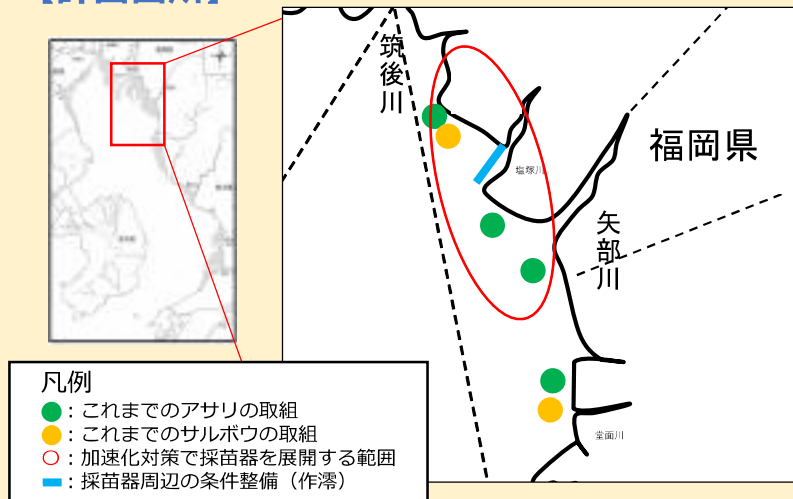 筑後川
福岡県
塩塚川
矢部川
堂面川
凡例
：これまでのアサリの取組
：これまでのサルボウの取組
：加速化対策で採苗器を展開する範囲
：採苗器周辺の条件整備（作澪）